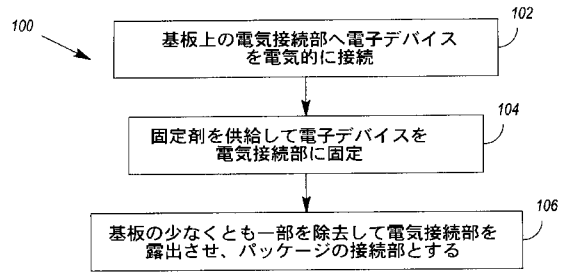 100
102
基板上の電気接続部へ電子デバイス
を電気的に接続
104
固定剤を供給して電子デバイスを
電気接続部に固定
106
基板の少なくとも一部を除去して電気接続部を
露出させ、パッケージの接続部とする